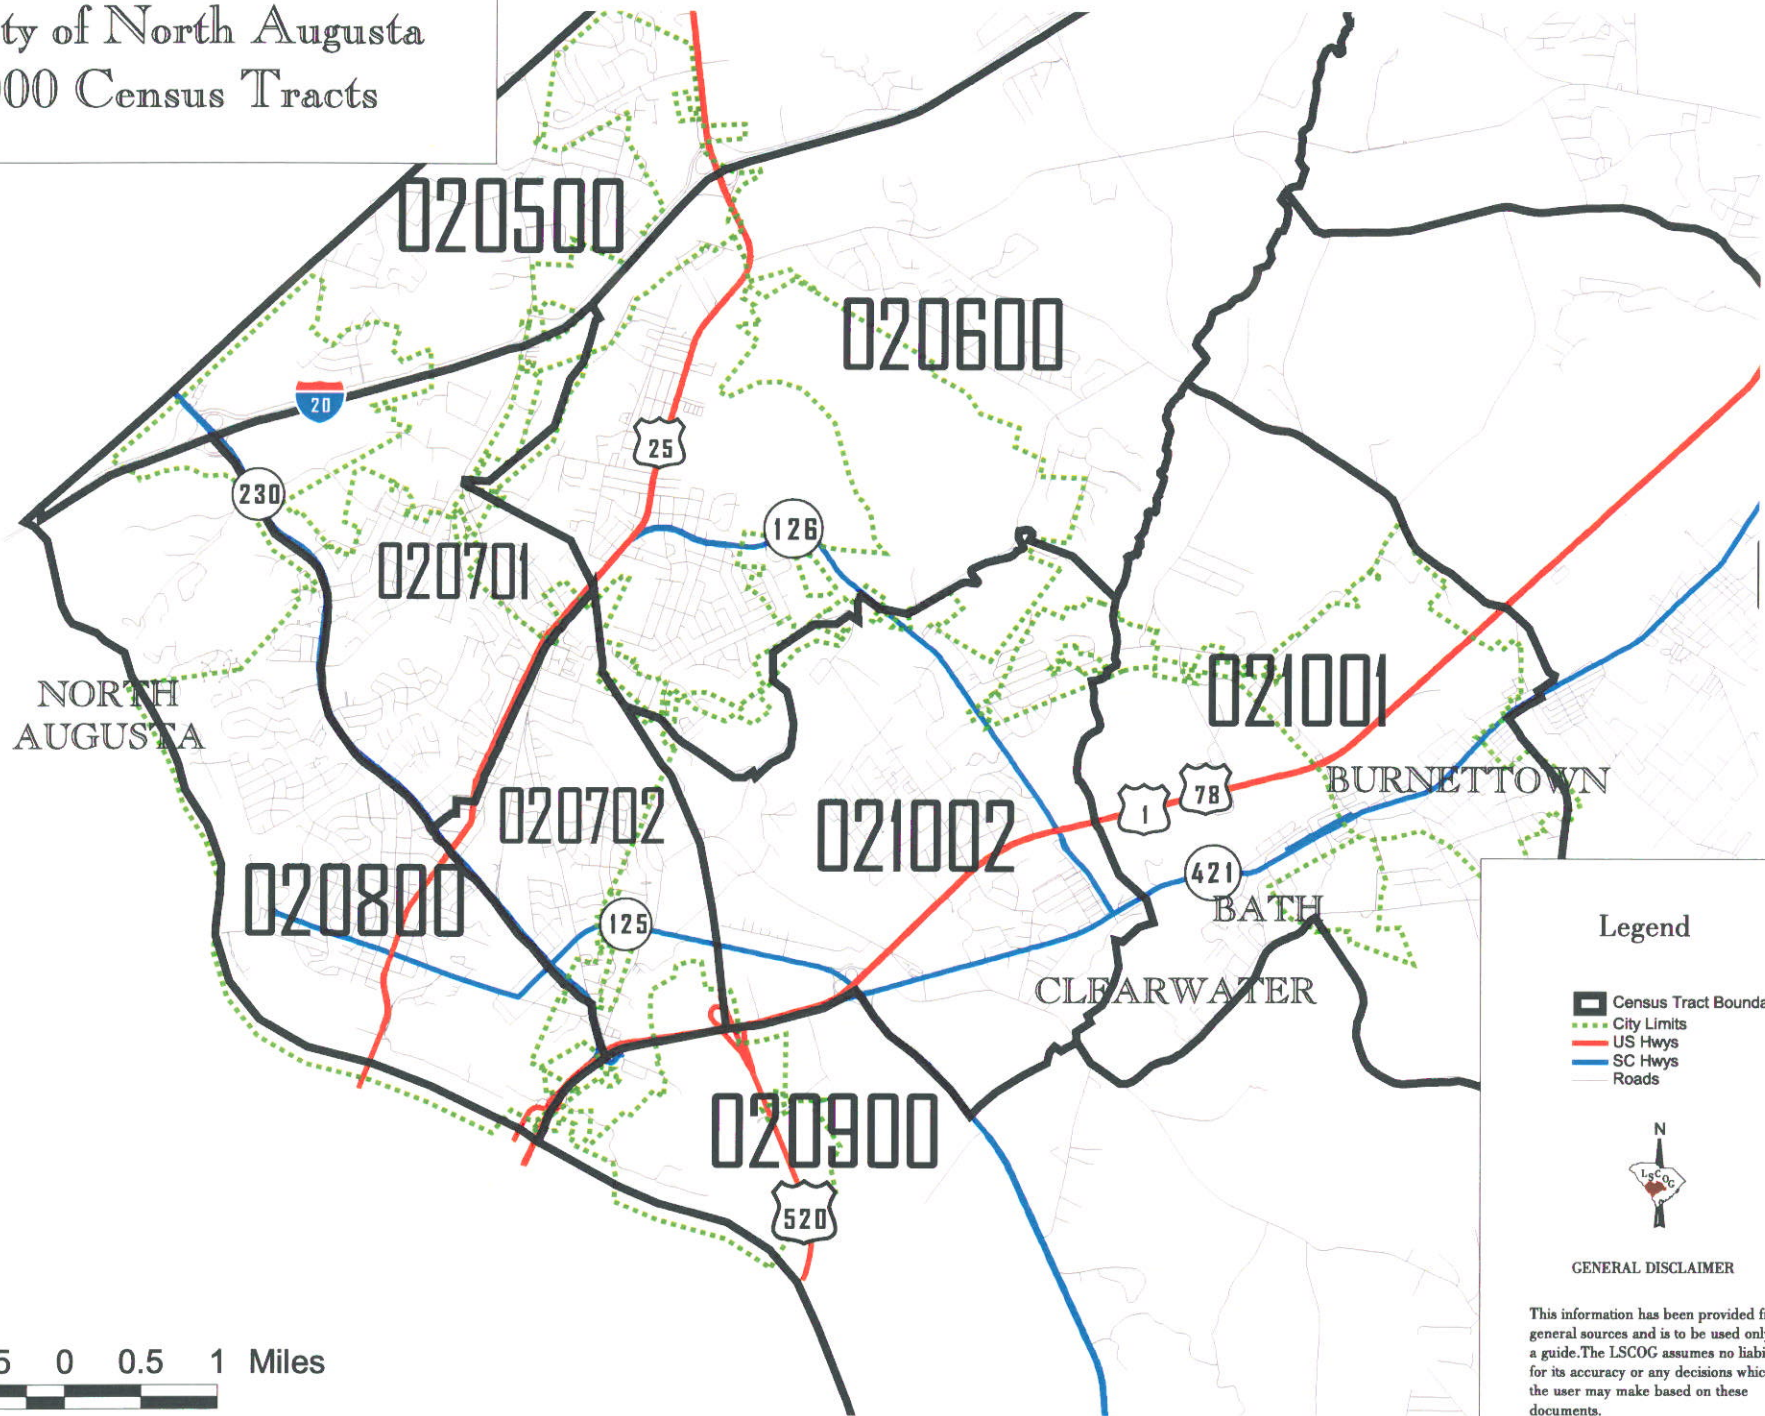 ty of North Augusta
000 Census Tracts
020500
020600
20
25
230
126
020701
NORTH
AUGUSTA
021001
BURNETTOWN
78
1
020702
021002
020800
421
BATH
125
CLEARWATER
020900
520
5 0 0.5 1 Miles
Legend
Census Tract Bounda
City Limits
US Hwys
SC Hwys
Roads
N
LSCOG
GENERAL DISCLAIMER
This information has been provided f
general sources and is to be used onl
a guide.The LSCOG assumes no liabi
for its accuracy or any decisions whic
the user may make based on these
documents.